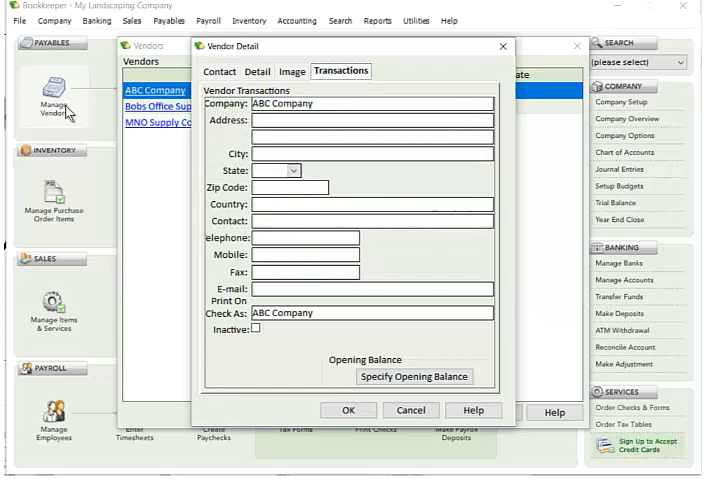 Bookkeeper - My Landscaping Company
File Company Banking Sales Payables Payroll Inventory Accounting Search Reports Utilities Help
PAYABLES
Manage
Vendors
INVENTORY
Manage Purchase
Order Items
SALES
Manage Items
& Services
PAYROLL
Manage
Employees
Enter
Timesheets
Create
Paychecks
Tax Forms
Print Checks
Make Payroll
Deposits
Vendors
Vendors
ate
ABC Company
Bobs Office Sup
MNO Supply Co
Help
Vendor Detail
Contact Detail Image Transactions
Vendor Transactions
Company: ABC Company
Address:
City:
State:
Zip Code:
Country:
Contact:
elephone:
Mobile:
Fax:
E-mail:
Print On
Check As: ABC Company
Inactive:
Opening Balance
Specify Opening Balance
OK Cancel Help
SEARCH
(please select)
COMPANY
Company Setup
Company Overview
Company Options
Chart of Accounts
Journal Entries
Setup Budgets
Trial Balance
Year End Close
BANKING
Manage Banks
Manage Accounts
Transfer Funds
Make Deposits
ATM Withdrawal
Reconcile Account
Make Adjustment
SERVICES
Order Checks & Forms
Order Tax Tables
Sign Up to Accept
Credit Cards